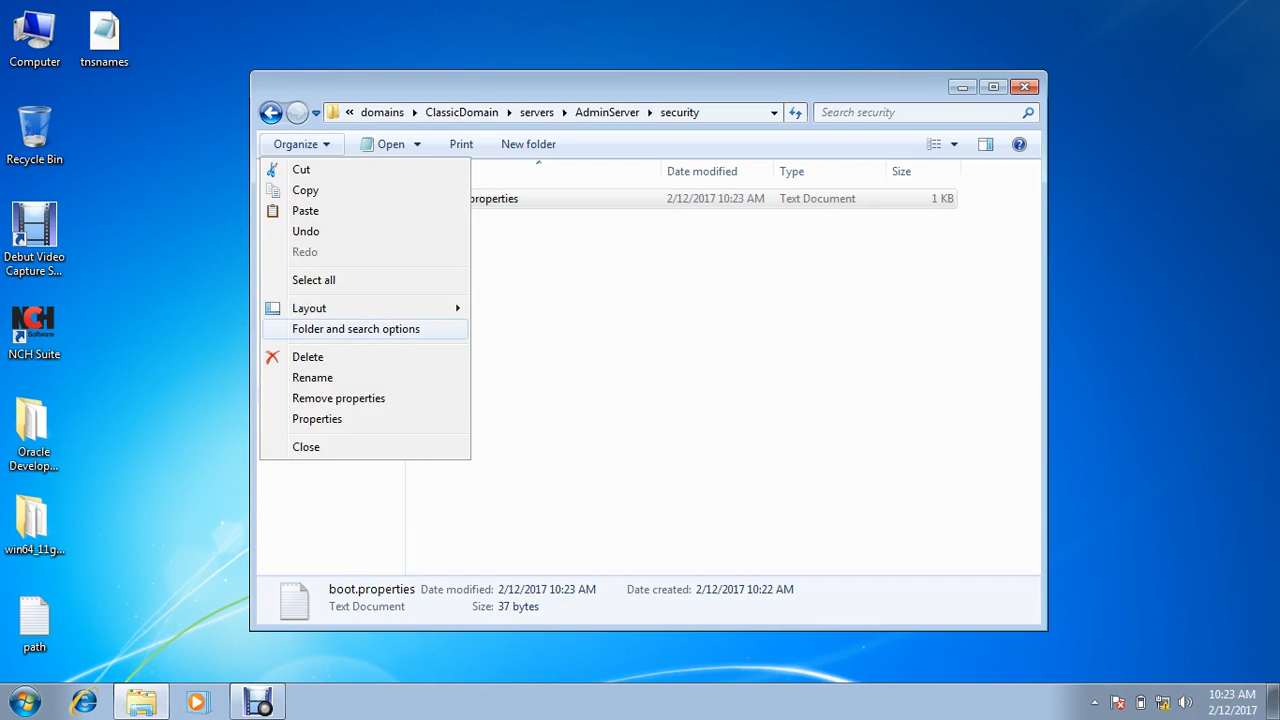 Computer
tnsnames
Recycle Bin
Debut Video
Capture S...
NCH
Software
NCH Suite
Oracle
Develop...
win64_11g...
path
« domains ClassicDomain servers AdminServer security
Search security
Organize Open Print New folder
Date modified Type Size
properties 2/12/2017 10:23 AM Text Document 1 KB
Cut
Copy
Paste
Undo
Redo
Select all
Layout
Folder and search options
Delete
Rename
Remove properties
Properties
Close
boot.properties Date modified: 2/12/2017 10:23 AM Date created: 2/12/2017 10:22 AM
Text Document Size: 37 bytes
10:23 AM
2/12/2017